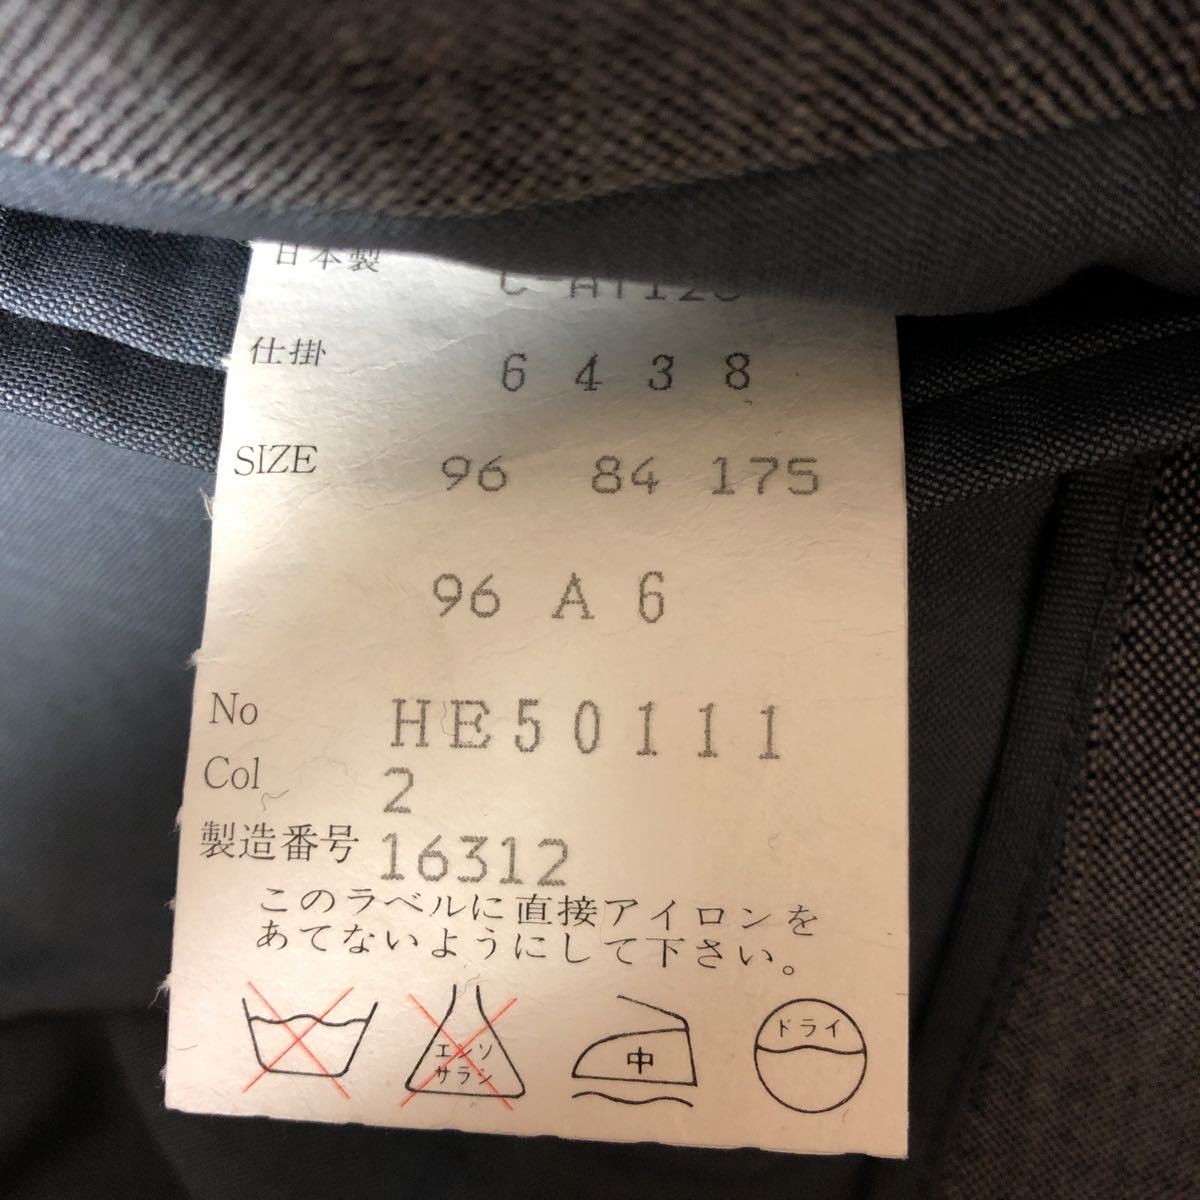 日本製
仕掛 6 4 3 8
SIZE 96 84 175
96 A 6
No HE50111
Col 2
製造番号 16312
このラベルに直接アイロンを
あてないようにして下さい。
エンソ
サラシ
中
ドライ